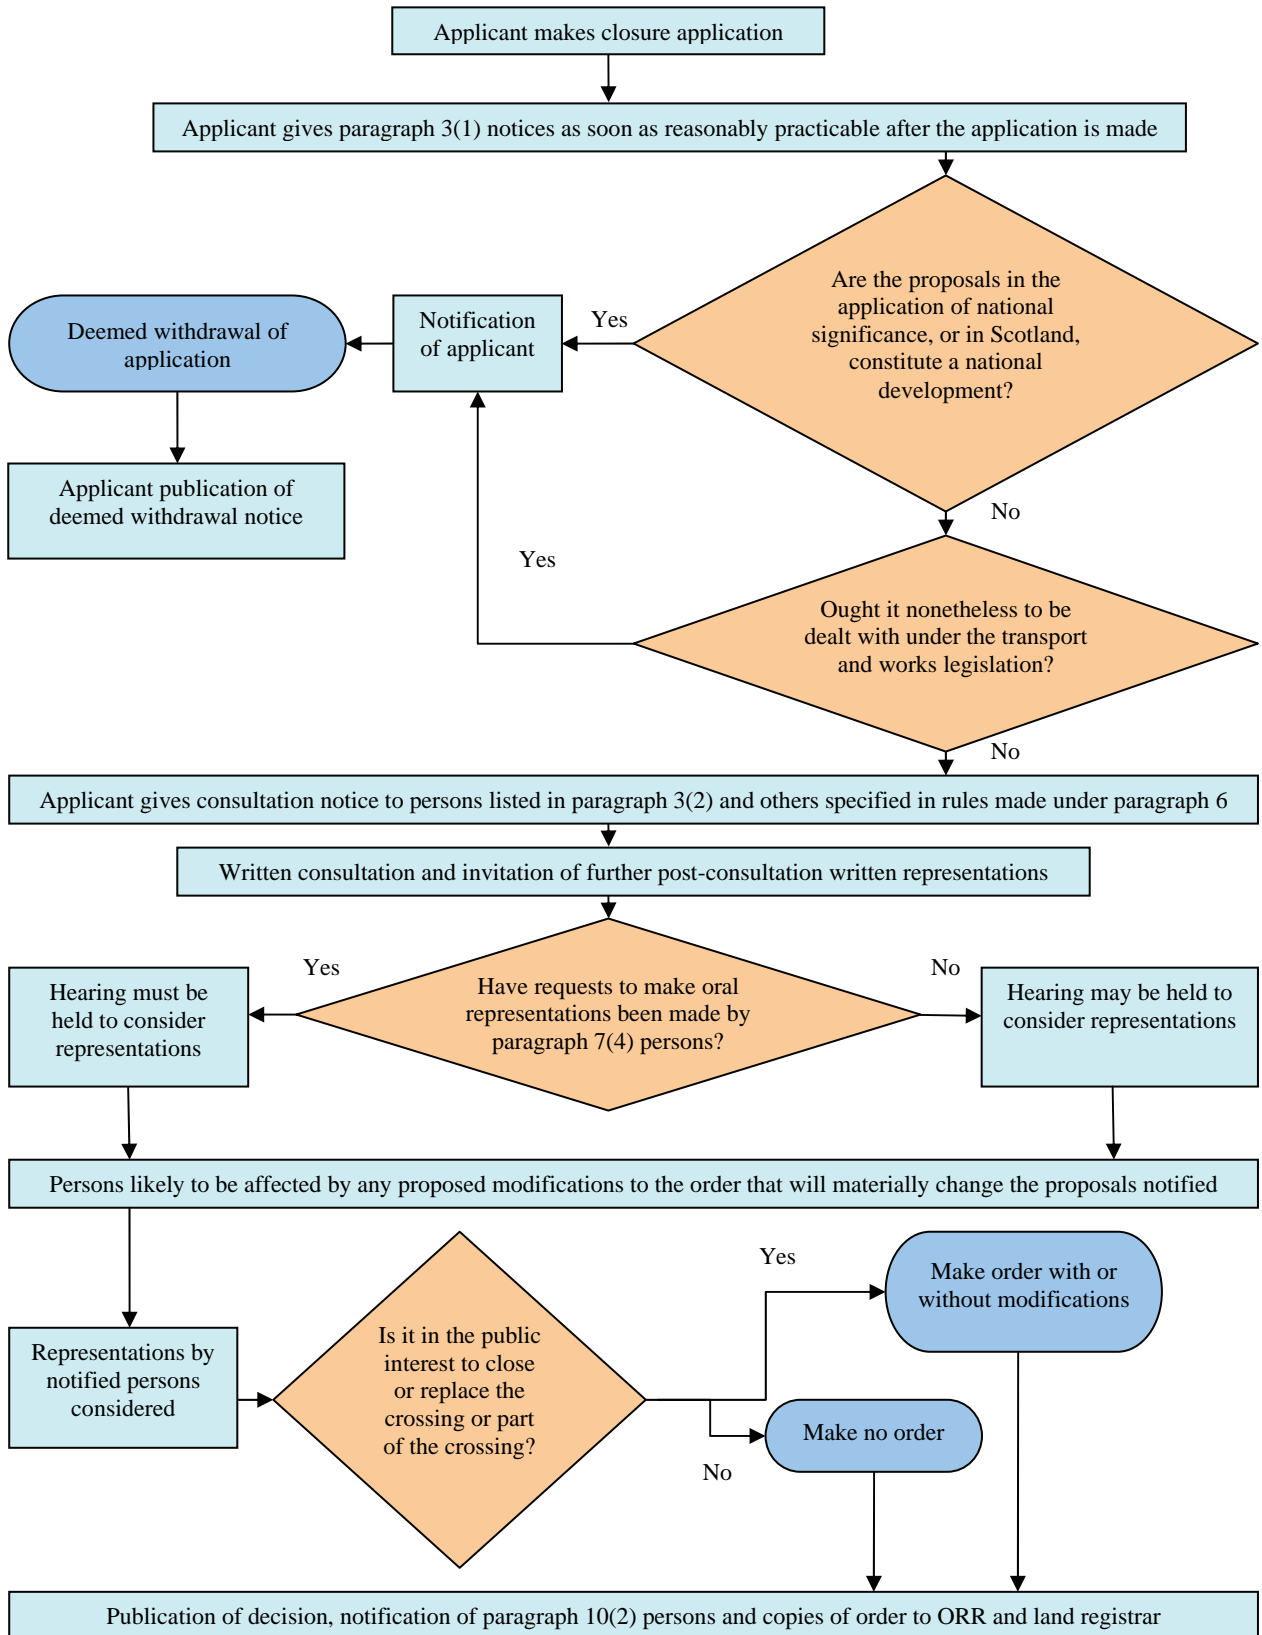 Applicant makes closure application
Applicant gives paragraph 3(1) notices as soon as reasonably practicable after the application is made
Are the proposals in the
application of national
significance, or in Scotland,
constitute a national
development?
Yes
Notification
of applicant
Deemed withdrawal of
application
Applicant publication of
deemed withdrawal notice
No
Yes
Ought it nonetheless to be
dealt with under the transport
and works legislation?
No
Applicant gives consultation notice to persons listed in paragraph 3(2) and others specified in rules made under paragraph 6
Written consultation and invitation of further post-consultation written representations
Yes
Have requests to make oral
representations been made by
paragraph 7(4) persons?
No
Hearing must be
held to consider
representations
Hearing may be held to
consider representations
Persons likely to be affected by any proposed modifications to the order that will materially change the proposals notified
Representations by
notified persons
considered
Is it in the public
interest to close
or replace the
crossing or part
of the crossing?
Yes
Make order with or
without modifications
No
Make no order
Publication of decision, notification of paragraph 10(2) persons and copies of order to ORR and land registrar